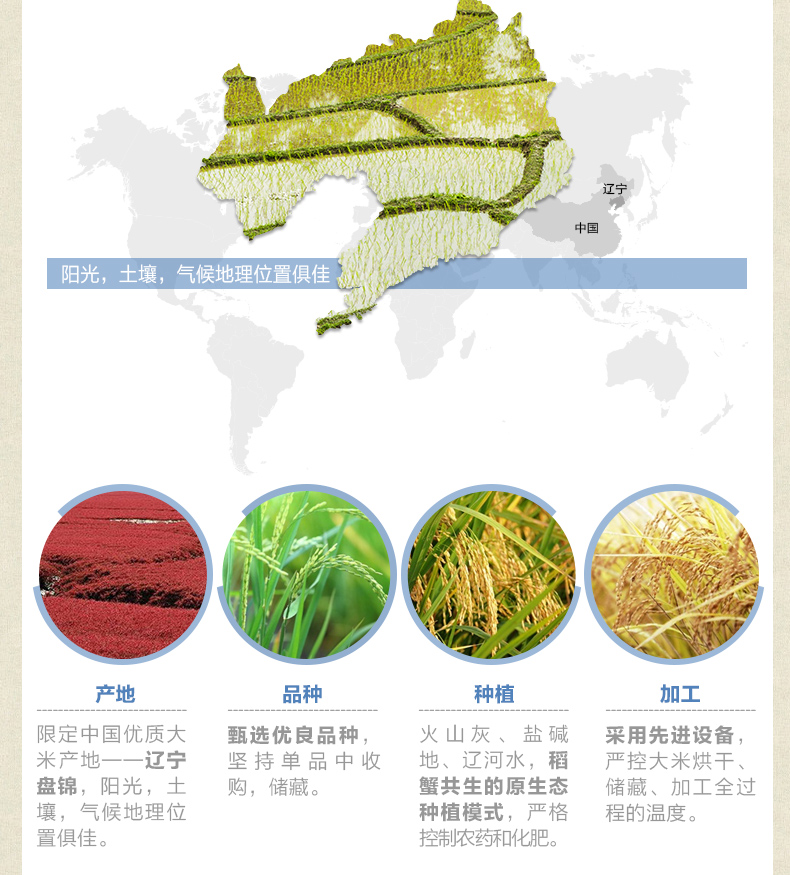 辽宁
中国
阳光，土壤，气候地理位置俱佳
产地
限定中国优质大
米产地——辽宁
盘锦，阳光，土
壤，气候地理位
置俱佳。
品种
甄选优良品种，
坚持单品中收
购，储藏。
种植
火山灰、盐碱
地、辽河水，稻
蟹共生的原生态
种植模式，严格
控制农药和化肥。
加工
采用先进设备，
严控大米烘干、
储藏、加工全过
程的温度。